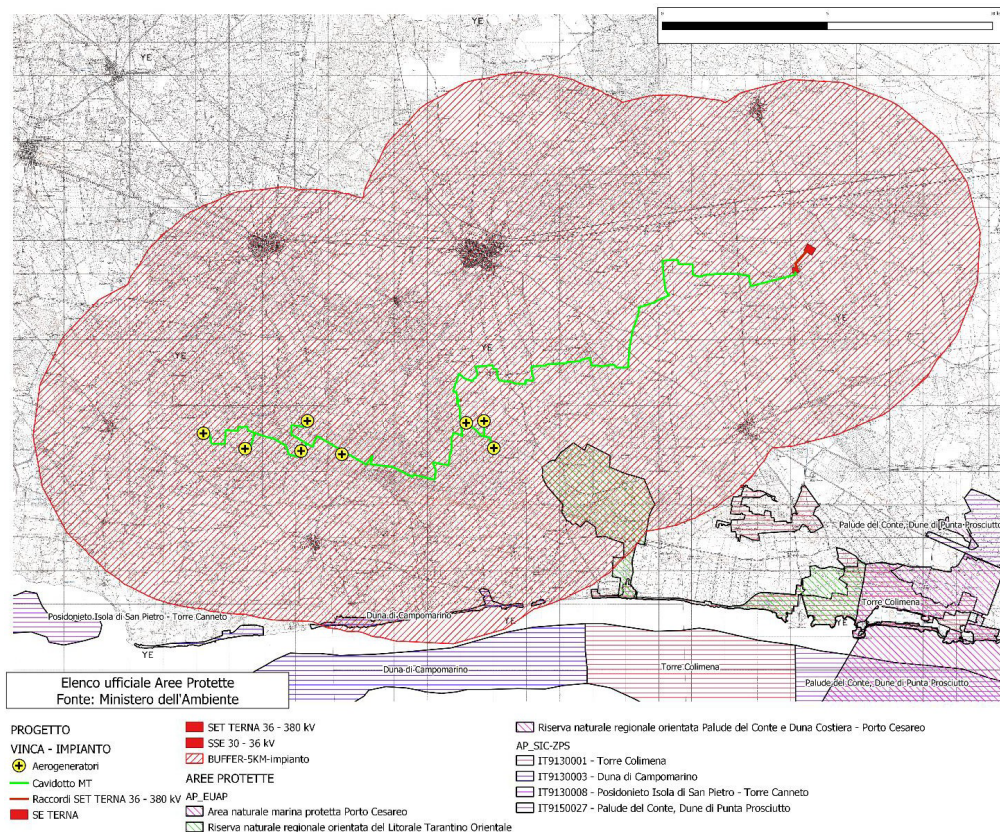 YE
YE
YE
YE
YE
YE
Palude del Conte, Dune di Punta Prosciutto
Posidonieto Isola di San Pietro - Torre Canneto
Duna di Campomarino
Torre Colimena
YE
YE
Duna di Campomarino
Torre Colimena
Palude del Conte, Dune di Punta Prosciutto
Elenco ufficiale Aree Protette
Fonte: Ministero dell'Ambiente
PROGETTO
VINCA - IMPIANTO
Aerogeneratori
Cavidotto MT
Raccordi SET TERNA 36 - 380 kV
SE TERNA
SET TERNA 36 - 380 kV
SSE 30 - 36 kV
BUFFER-5KM-impianto
AREE PROTETTE
AP_EUAP
Area naturale marina protetta Porto Cesareo
Riserva naturale regionale orientata del Litorale Tarantino Orientale
Riserva naturale regionale orientata Palude del Conte e Duna Costiera - Porto Cesareo
AP_SIC-ZPS
IT9130001 - Torre Colimena
IT9130003 - Duna di Campomarino
IT9130008 - Posidonieto Isola di San Pietro - Torre Canneto
IT9150027 - Palude del Conte, Dune di Punta Prosciutto